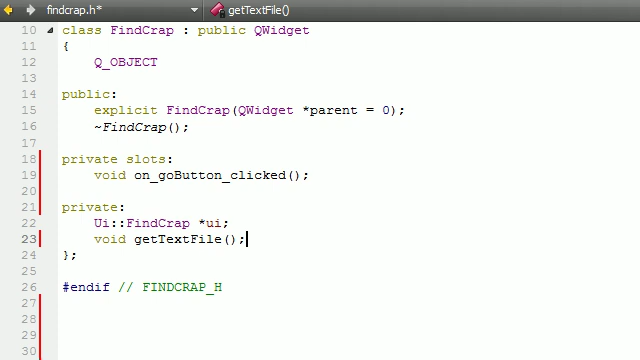 findcrap.h* getTextFile()
10 class FindCrap : public QWidget
11 {
12 Q_OBJECT
13
14 public:
15 explicit FindCrap(QWidget *parent = 0);
16 ~FindCrap();
17
18 private slots:
19 void on_goButton_clicked();
20
21 private:
22 Ui::FindCrap *ui;
23 void getTextFile();
24 };
25
26 #endif // FINDCRAP_H
27
28
29
30